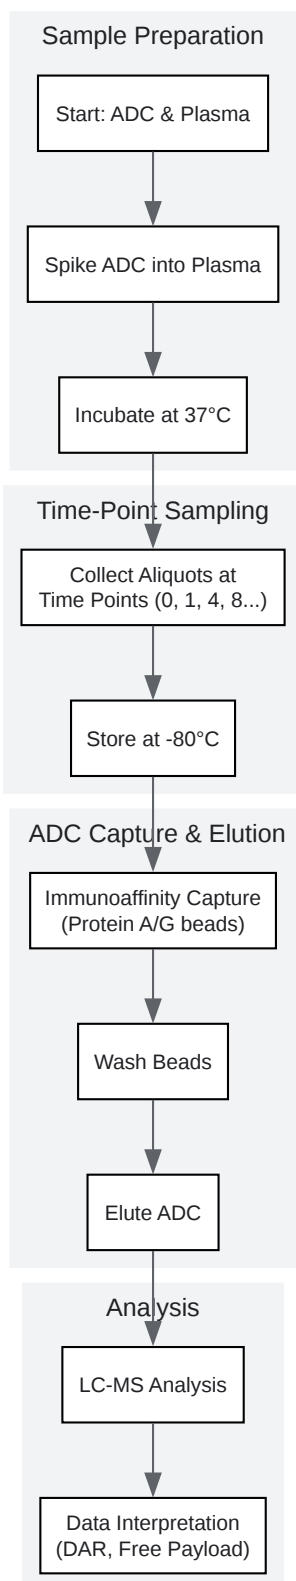 Sample Preparation
Start: ADC & Plasma
Spike ADC into Plasma
Incubate at 37°C
Time-Point Sampling
Collect Aliquots at
Time Points (0, 1, 4, 8...)
Store at -80°C
ADC Capture & Elution
Immunoaffinity Capture
(Protein A/G beads)
Wash Beads
Elute ADC
Analysis
LC-MS Analysis
Data Interpretation
(DAR, Free Payload)